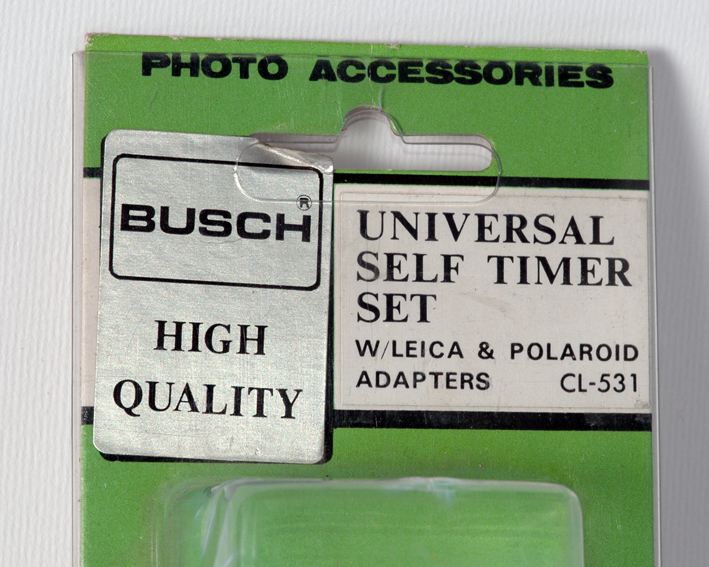 PHOTO ACCESSORIES
BUSCH®
HIGH
QUALITY
UNIVERSAL
SELF TIMER
SET
W/LEICA & POLAROID
ADAPTERS CL-531